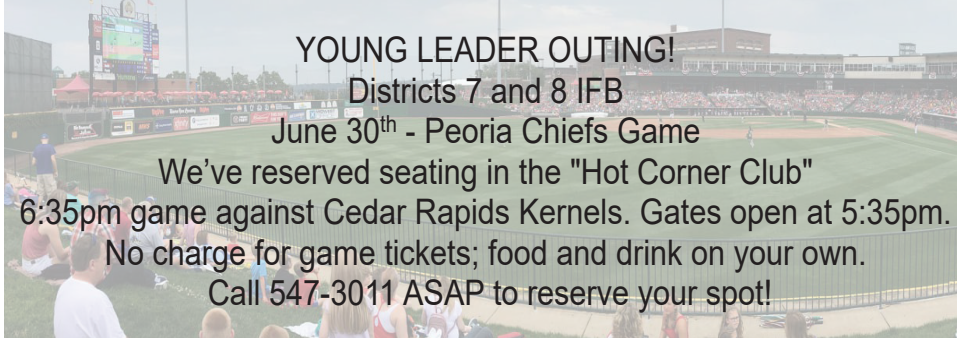 YOUNG LEADER OUTING!
Districts 7 and 8 IFB
June 30th - Peoria Chiefs Game
We’ve reserved seating in the "Hot Corner Club"
6:35pm game against Cedar Rapids Kernels. Gates open at 5:35pm.
No charge for game tickets; food and drink on your own.
Call 547-3011 ASAP to reserve your spot!